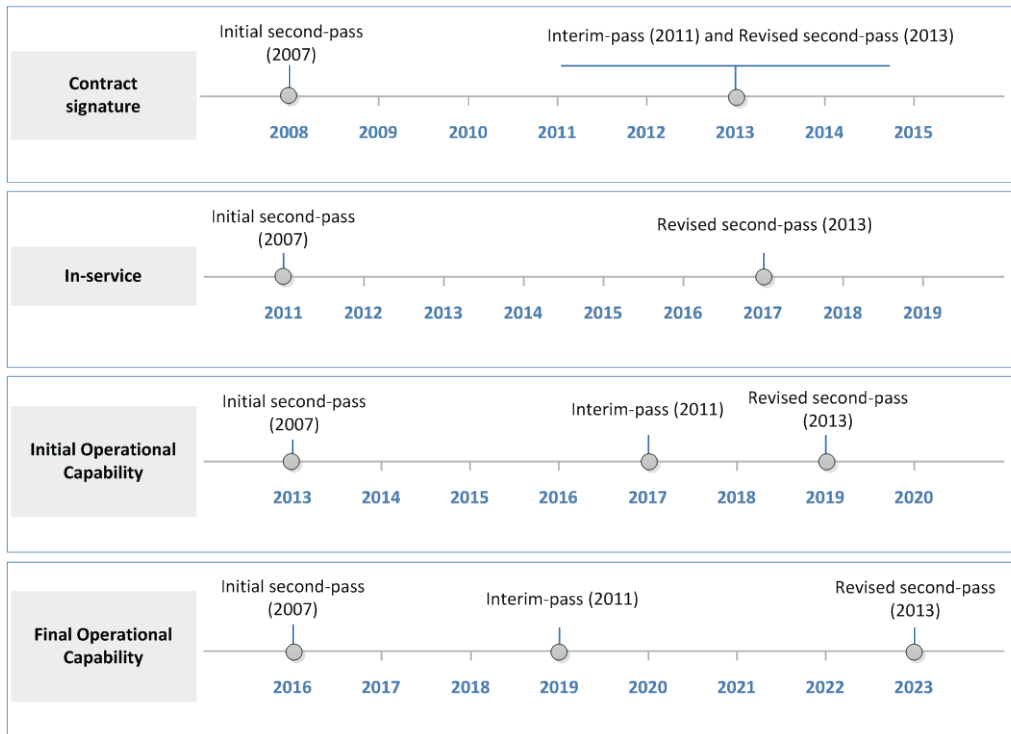 Contract
signature
Initial second-pass
(2007)
Interim-pass (2011) and Revised second-pass (2013)
2008 2009 2010 2011 2012 2013 2014 2015
In-service
Initial second-pass
(2007)
Revised second-pass (2013)
2011 2012 2013 2014 2015 2016 2017 2018 2019
Initial Operational
Capability
Initial second-pass
(2007)
Interim-pass (2011)
Revised second-pass
(2013)
2013 2014 2015 2016 2017 2018 2019 2020
Final Operational
Capability
Initial second-pass
(2007)
Interim-pass (2011)
Revised second-pass
(2013)
2016 2017 2018 2019 2020 2021 2022 2023